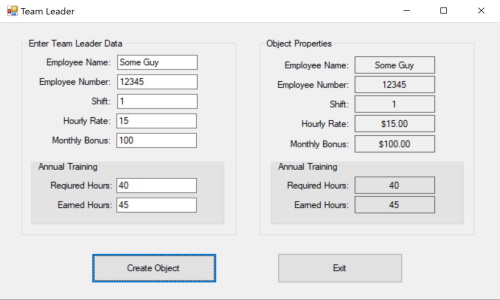 Team Leader
Enter Team Leader Data
Employee Name: Some Guy
Employee Number: 12345
Shift: 1
Hourly Rate: 15
Monthly Bonus: 100
Annual Training
Required Hours: 40
Earned Hours: 45
Object Properties
Employee Name: Some Guy
Employee Number: 12345
Shift: 1
Hourly Rate: $15.00
Monthly Bonus: $100.00
Annual Training
Required Hours: 40
Earned Hours: 45
Create Object
Exit